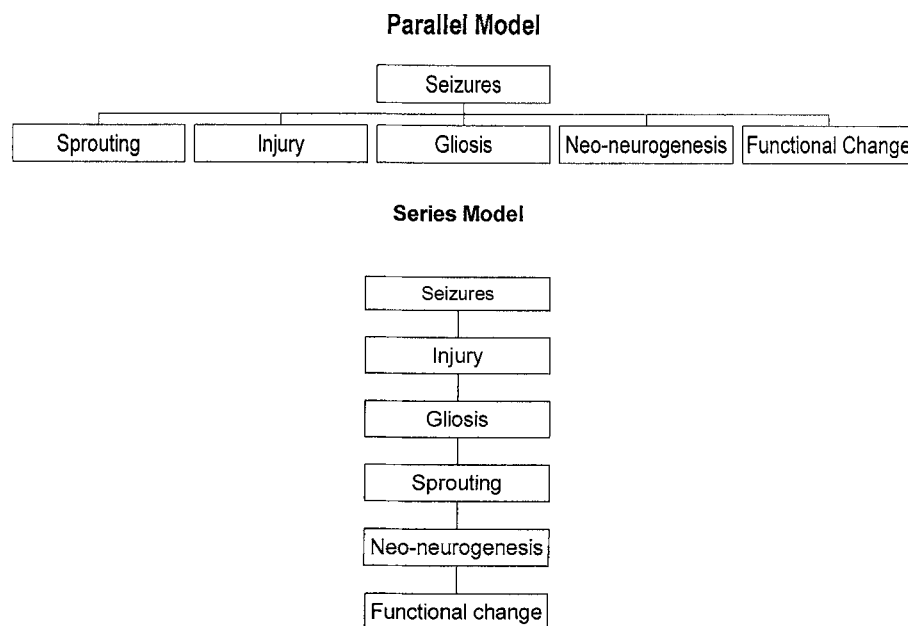 Parallel Model
Seizures
Sprouting Injury Gliosis Neo-neurogenesis Functional Change
Series Model
Seizures
Injury
Gliosis
Sprouting
Neo-neurogenesis
Functional change